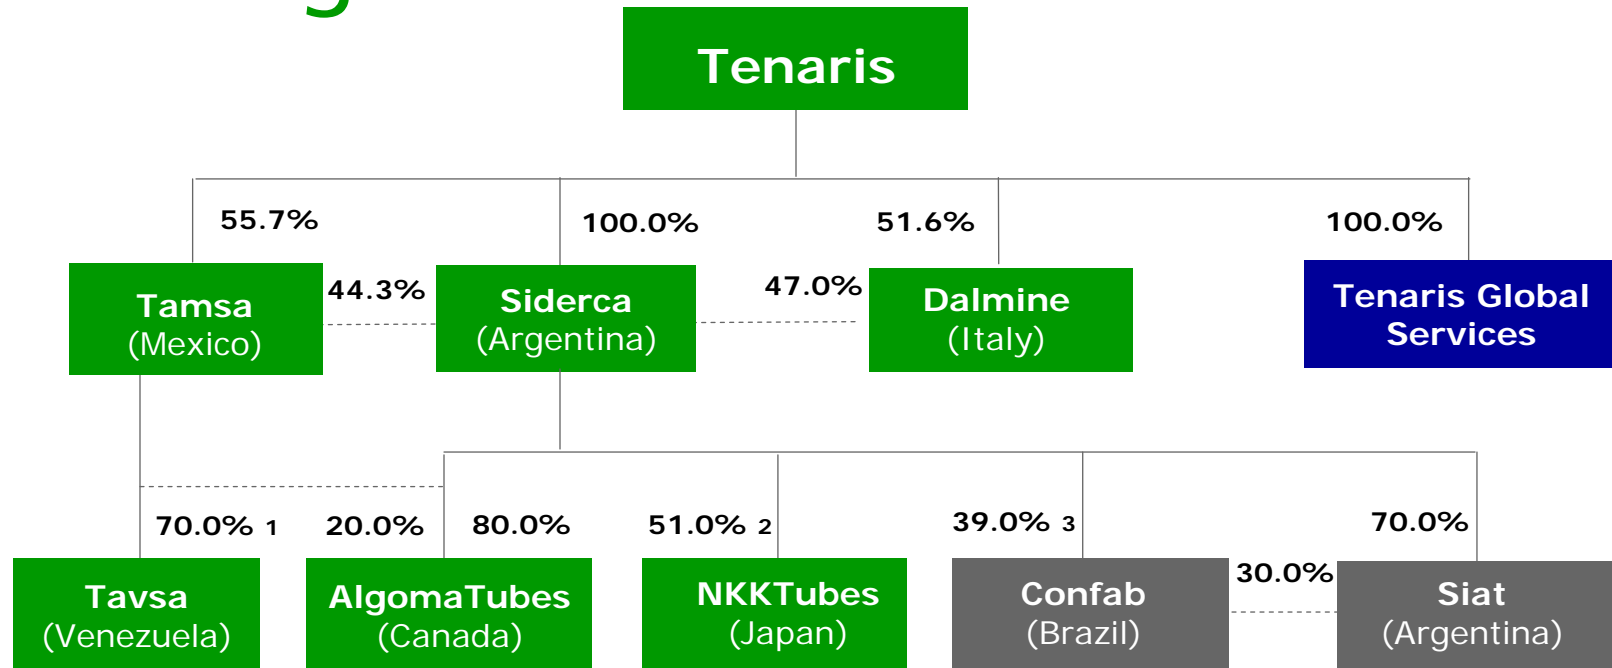 Tenaris
55.7%
100.0%
51.6%
100.0%
Tamsa
(Mexico)
44.3%
Siderca
(Argentina)
47.0%
Dalmine
(Italy)
Tenaris Global
Services
70.0% 1
20.0%
80.0%
51.0% 2
39.0% 3
70.0%
Tavsa
(Venezuela)
AlgomaTubes
(Canada)
NKKTubes
(Japan)
Confab
(Brazil)
30.0%
Siat
(Argentina)